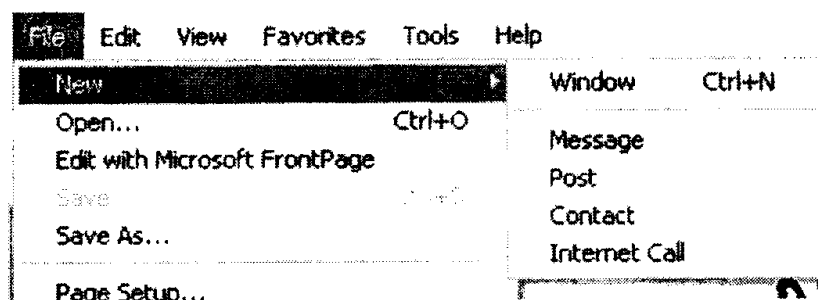 File Edit View Favorites Tools Help
New
Open... Ctrl+O
Edit with Microsoft FrontPage
Save
Save As...
Page Setup...
Window Ctrl+N
Message
Post
Contact
Internet Call